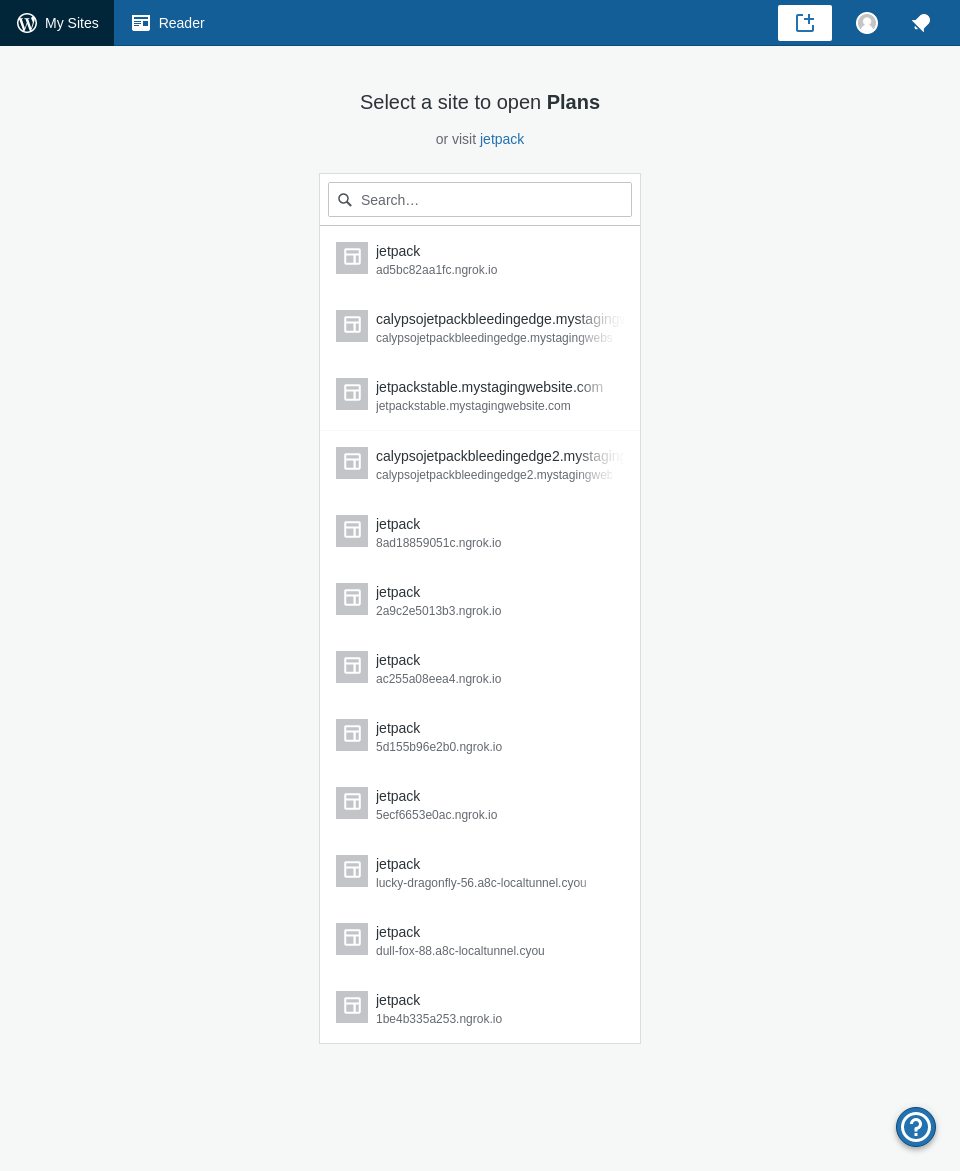 My Sites
Reader
Select a site to open Plans
or visit jetpack
Search…
jetpack
ad5bc82aa1fc.ngrok.io
calypsojetpackbleedingedge.mystaging
calypsojetpackbleedingedge.mystagingwebs
jetpackstable.mystagingwebsite.com
jetpackstable.mystagingwebsite.com
calypsojetpackbleedingedge2.mystaging
calypsojetpackbleedingedge2.mystagingweb
jetpack
8ad18859051c.ngrok.io
jetpack
2a9c2e5013b3.ngrok.io
jetpack
ac255a08eea4.ngrok.io
jetpack
5d155b96e2b0.ngrok.io
jetpack
5ecf6653e0ac.ngrok.io
jetpack
lucky-dragonfly-56.a8c-localtunnel.cyou
jetpack
dull-fox-88.a8c-localtunnel.cyou
jetpack
1be4b335a253.ngrok.io